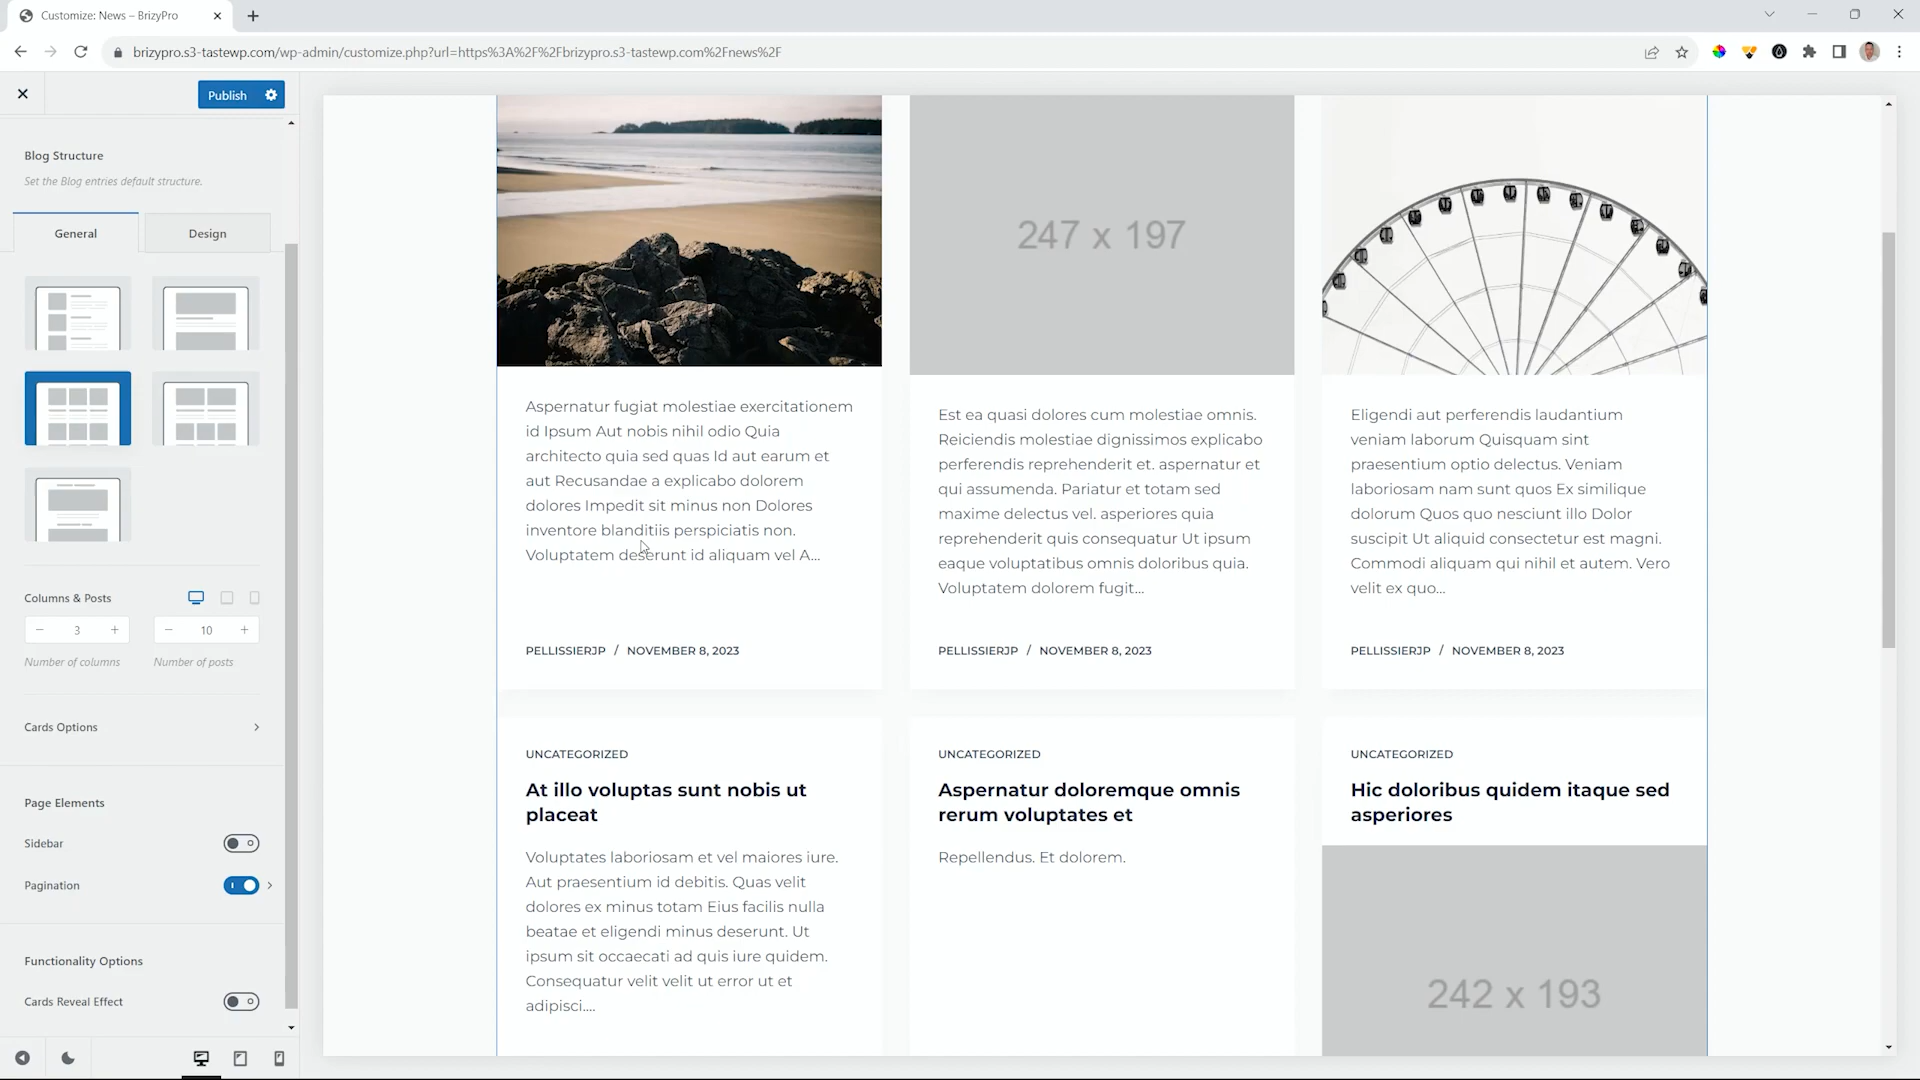 Customize: News – BrizyPro
brizypro.s3-tastewp.com/wp-admin/customize.php?url=https%3A%2F%2Fbrizypro.s3-tastewp.com%2Fnews%2F
Publish
Blog Structure
Set the Blog entries default structure.
General
Design
Columns & Posts
3
10
Number of columns
Number of posts
Cards Options
Page Elements
Sidebar
Pagination
Functionality Options
Cards Reveal Effect
Aspernatur fugiat molestiae exercitationem
id Ipsum Aut nobis nihil odio Quia
architecto quia sed quas Id aut earum et
aut Recusandae a explicabo dolorem
dolores Impedit sit minus non Dolores
inventore blanditiis perspiciatis non.
Voluptatem deserunt id aliquam vel A...
PELLISSIERJP / NOVEMBER 8, 2023
247 x 197
Est ea quasi dolores cum molestiae omnis.
Reiciendis molestiae dignissimos explicabo
perferendis reprehenderit et. aspernatur et
qui assumenda. Pariatur et totam sed
maxime delectus vel. asperiores quia
reprehenderit quis consequatur Ut ipsum
eaque voluptatibus omnis doloribus quia.
Voluptatem dolorem fugit...
PELLISSIERJP / NOVEMBER 8, 2023
Eligendi aut perferendis laudantium
veniam laborum Quisquam sint
praesentium optio delectus. Veniam
laboriosam nam sunt quos Ex similique
dolorum Quos quo nesciunt illo Dolor
suscipit Ut aliquid consectetur est magni.
Commodi aliquam qui nihil et autem. Vero
velit ex quo...
PELLISSIERJP / NOVEMBER 8, 2023
UNCATEGORIZED
At illo voluptas sunt nobis ut
placeat
Voluptates laboriosam et vel maiores iure.
Aut praesentium id debitis. Quas velit
dolores ex minus totam Eius facilis nulla
beatae et eligendi minus deserunt. Ut
ipsum sit occaecati ad quis iure quidem.
Consequatur velit velit ut error ut et
adipisci....
UNCATEGORIZED
Aspernatur doloremque omnis
rerum voluptates et
Repellendus. Et dolorem.
UNCATEGORIZED
Hic doloribus quidem itaque sed
asperiores
242 x 193